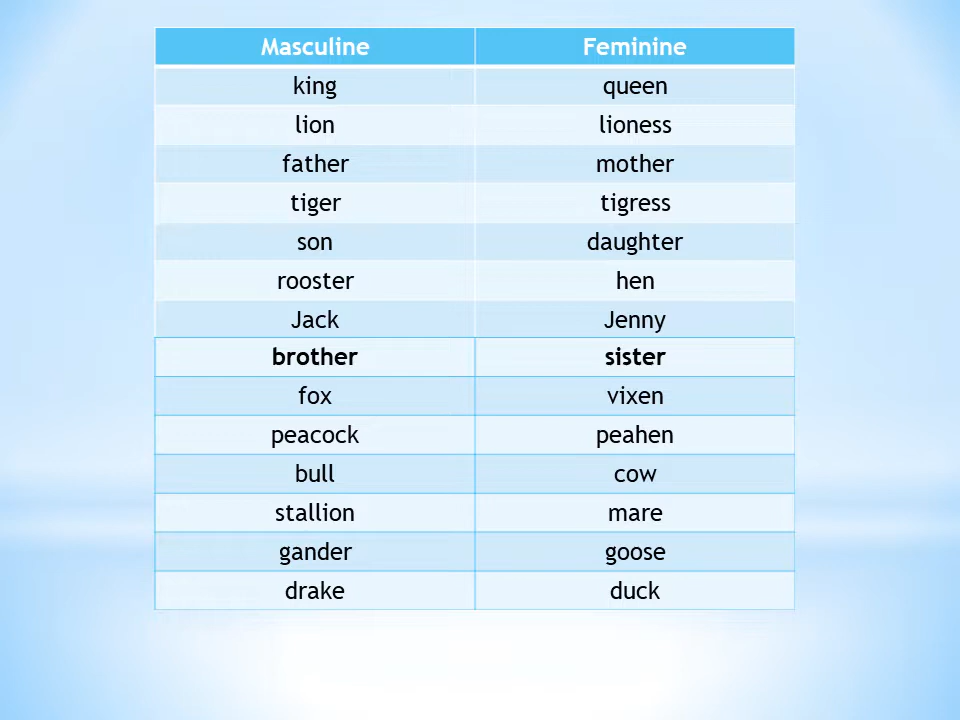 Masculine Feminine
king queen
lion lioness
father mother
tiger tigress
son daughter
rooster hen
Jack Jenny
brother sister
fox vixen
peacock peahen
bull cow
stallion mare
gander goose
drake duck